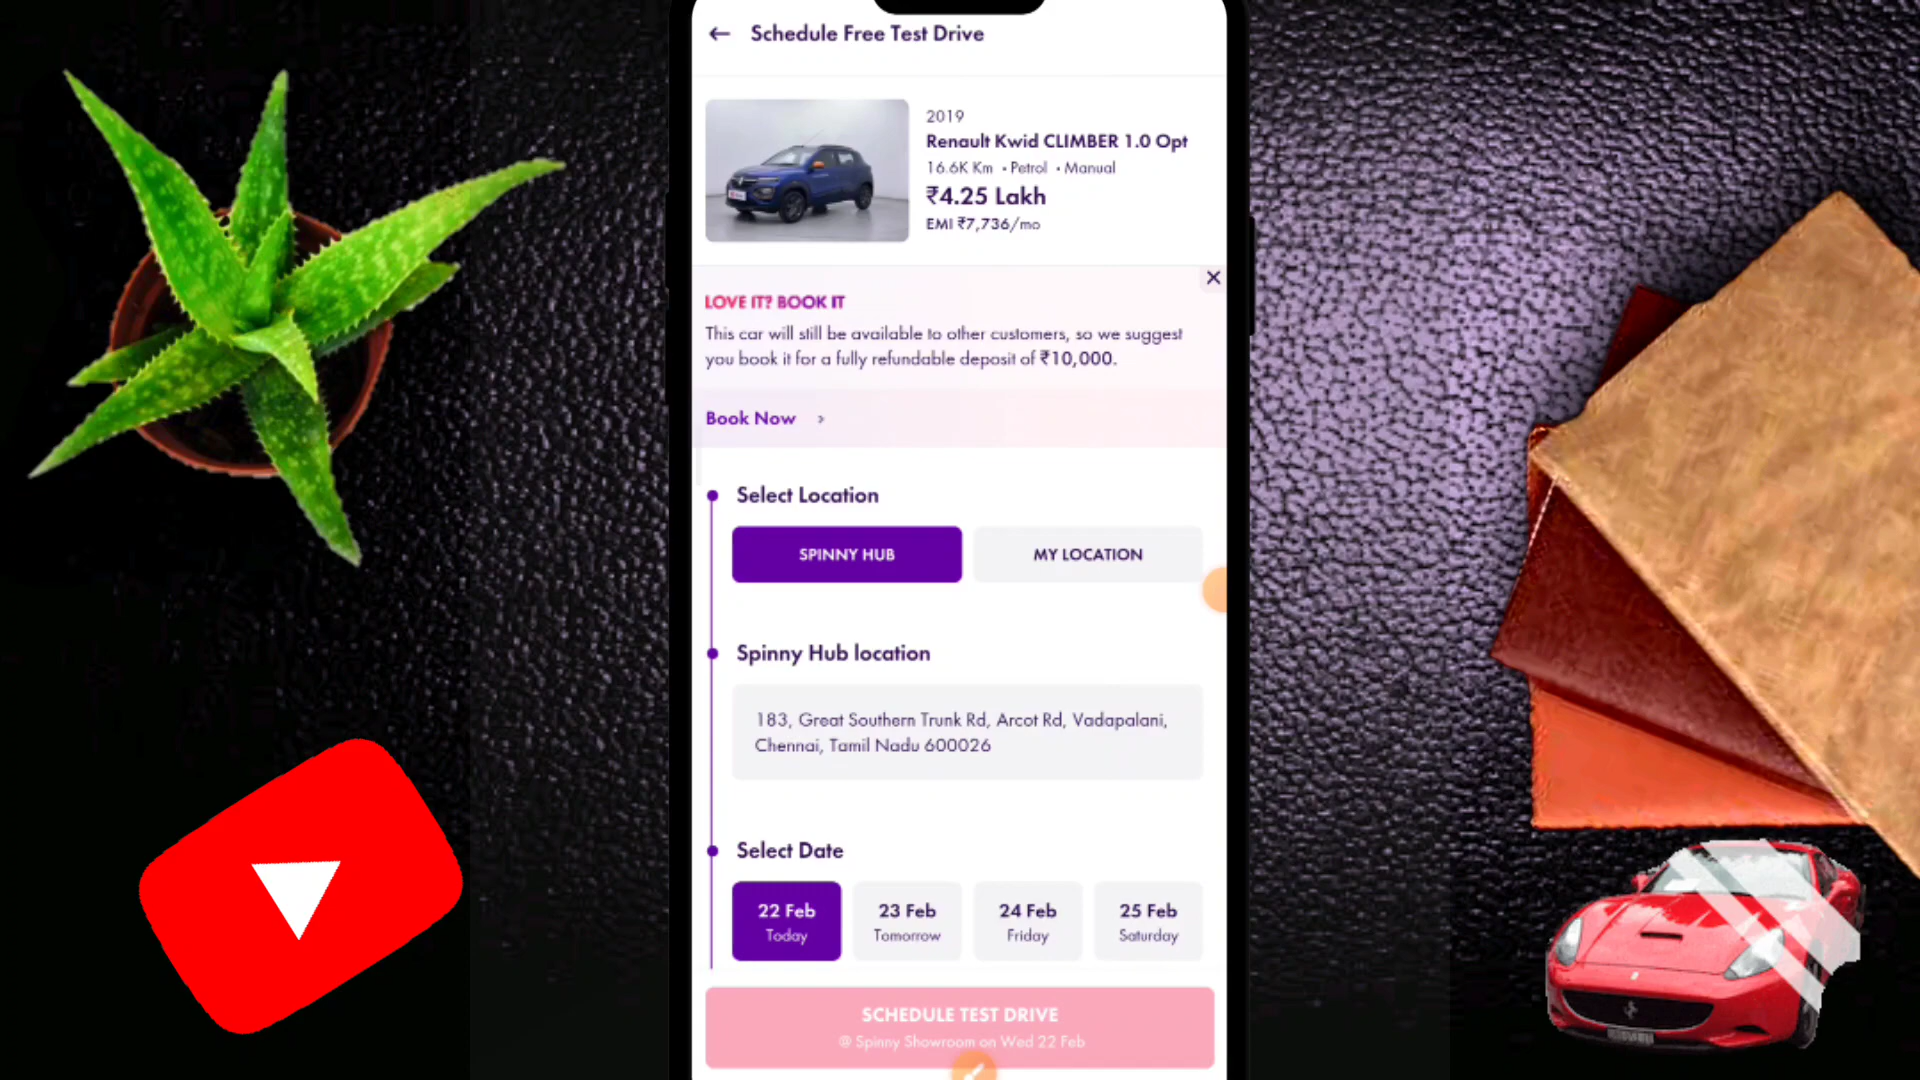 Schedule Free Test Drive
2019
Renault Kwid CLIMBER 1.0 Opt
16.6K Km • Petrol • Manual
₹4.25 Lakh
EMI ₹7,736/mo
LOVE IT? BOOK IT
This car will still be available to other customers, so we suggest
you book it for a fully refundable deposit of ₹10,000.
Book Now
Select Location
SPINNY HUB
MY LOCATION
Spinny Hub location
183, Great Southern Trunk Rd, Arcot Rd, Vadapalani,
Chennai, Tamil Nadu 600026
Select Date
22 Feb
Today
23 Feb
Tomorrow
24 Feb
Friday
25 Feb
Saturday
SCHEDULE TEST DRIVE
@ Spinny Showroom on Wed 22 Feb